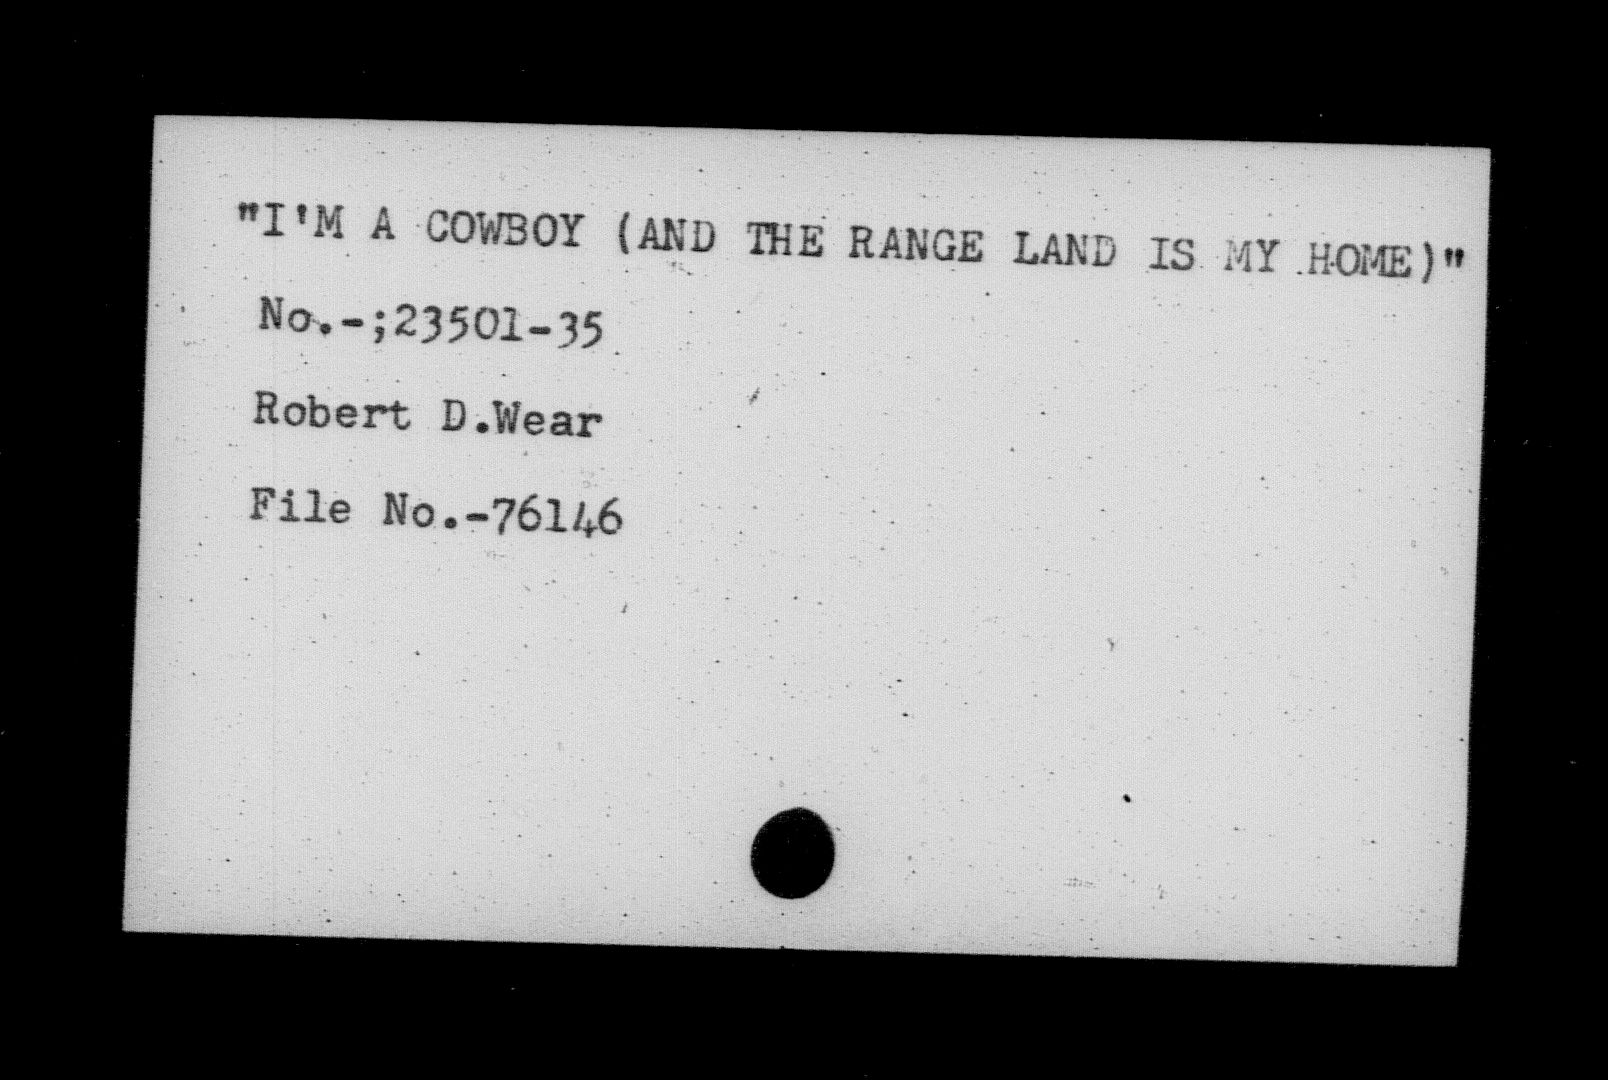 "I'M A COWBOY (AND THE RANGE LAND IS MY HOME)"
No.-;23501-35
Robert D.Wear
File No.-76146